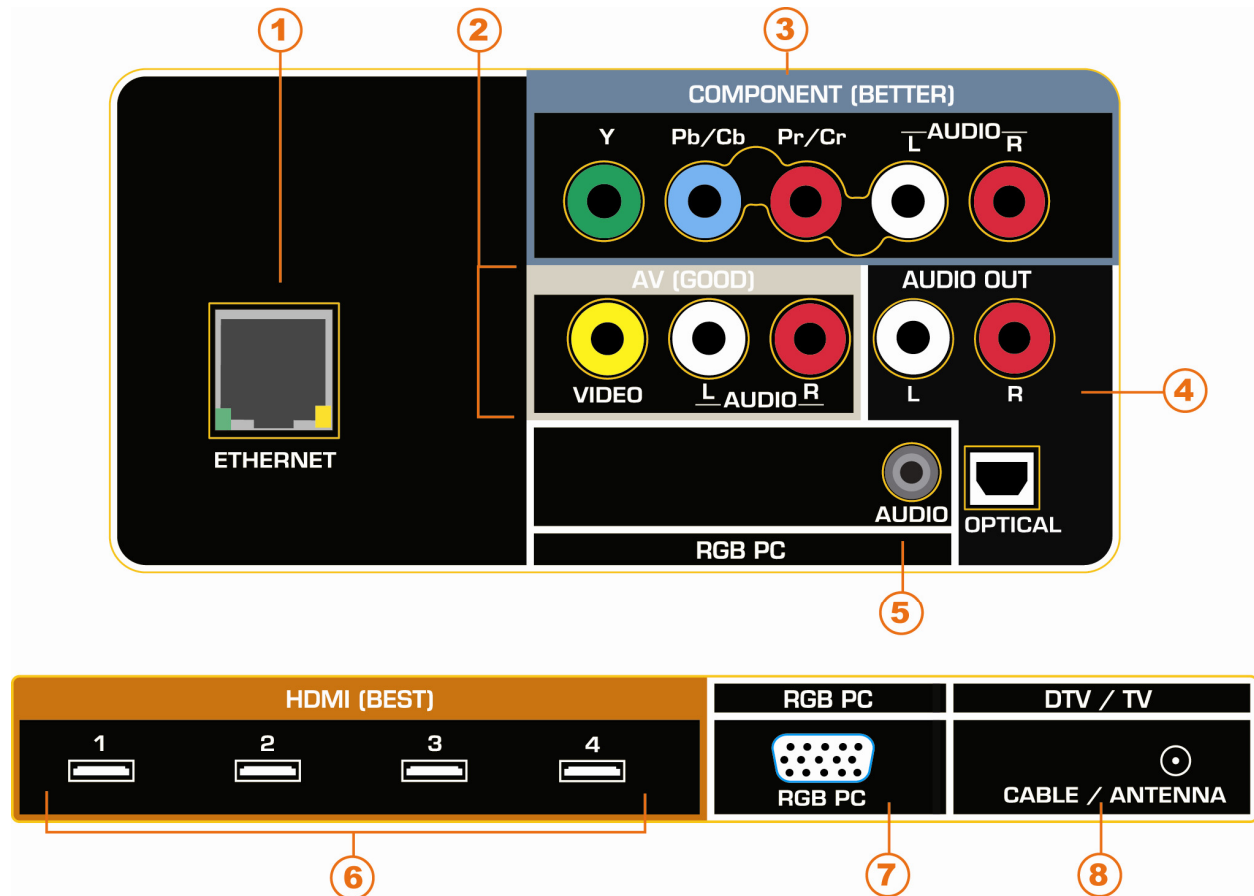 1 2 3
COMPONENT (BETTER)
Y Pb/Cb Pr/Cr L AUDIO R
AV (GOOD) AUDIO OUT
VIDEO L AUDIO R L R
4
ETHERNET
AUDIO OPTICAL
RGB PC
5
HDMI (BEST) RGB PC DTV / TV
1 2 3 4
RGB PC CABLE / ANTENNA
6 7 8